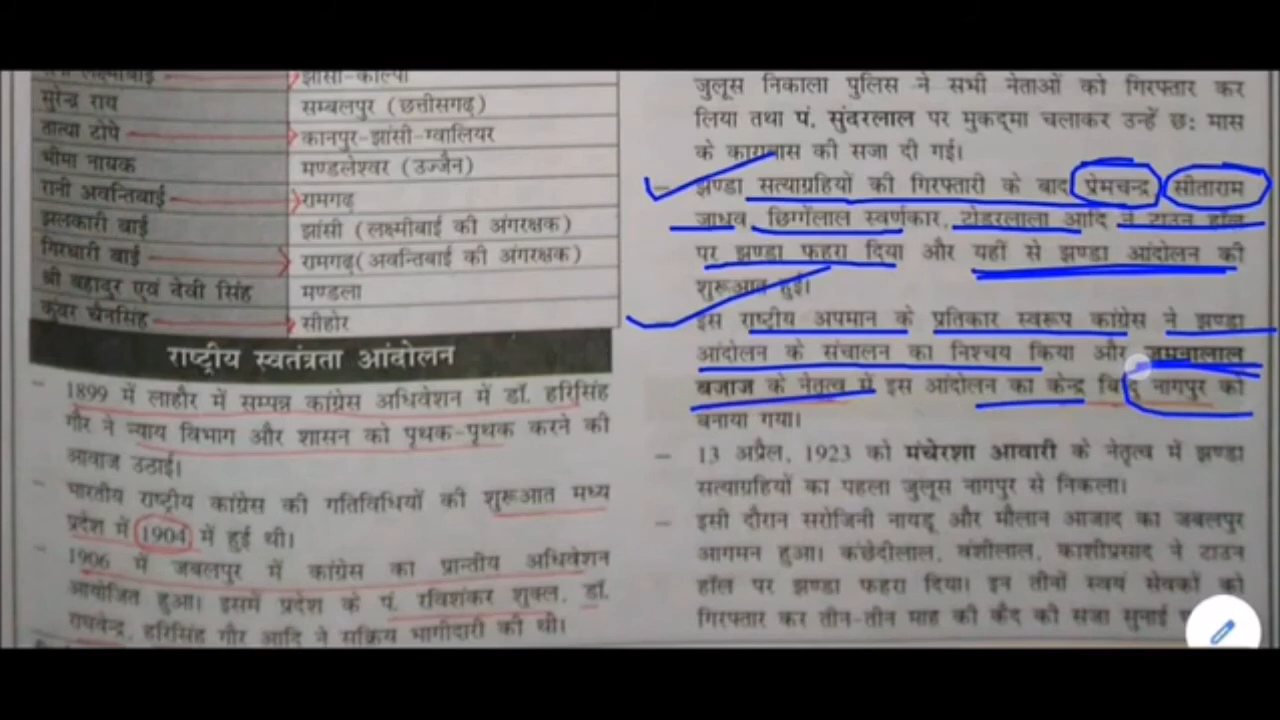 लक्ष्मीबाई झांसी-काल्पी
सुरेन्द्र राय सम्बलपुर (छत्तीसगढ़)
तात्या टोपे कानपुर-झांसी-ग्वालियर
भीमा नायक मण्डलेश्वर (उज्जैन)
रानी अवन्तिबाई रामगढ़
झलकारी बाई झांसी (लक्ष्मीबाई की अंगरक्षक)
गिरधारी बाई रामगढ़(अवन्तिबाई की अंगरक्षक)
श्री बहादुर एवं देवी सिंह मण्डला
कुंवर चैनसिंह सीहोर
राष्ट्रीय स्वतंत्रता आंदोलन
- 1899 में लाहौर में सम्पन्न कांग्रेस अधिवेशन में डॉ. हरिसिंह
गौर ने न्याय विभाग और शासन को पृथक-पृथक करने की
आवाज उठाई।
- भारतीय राष्ट्रीय कांग्रेस की गतिविधियों की शुरूआत मध्य
प्रदेश में 1904 में हुई थी।
- 1906 में जबलपुर में कांग्रेस का प्रान्तीय अधिवेशन
आयोजित हुआ। इसमें प्रदेश के पं. रविशंकर शुक्ल, डॉ.
राघवेन्द्र, हरिसिंह गौर आदि ने सक्रिय भागीदारी की थी।
जुलूस निकाला पुलिस ने सभी नेताओं को गिरफ्तार कर
लिया तथा पं. सुंदरलाल पर मुकद्मा चलाकर उन्हें छ: मास
के कारावास की सजा दी गई।
- झण्डा सत्याग्रहियों की गिरफ्तारी के बाद प्रेमचन्द्र सीताराम
जाधव, छिग्गेंलाल स्वर्णकार, टोडरलाला आदि ने टाउन हॉल
पर झण्डा फहरा दिया और यहीं से झण्डा आंदोलन की
शुरूआत हुई।
इस राष्ट्रीय अपमान के प्रतिकार स्वरूप कांग्रेस ने झण्डा
आंदोलन के संचालन का निश्चय किया और जमनालाल
बजाज के नेतृत्व में इस आंदोलन का केन्द्र बिंदु नागपुर को
बनाया गया।
- 13 अप्रैल, 1923 को मंचेरशा आवारी के नेतृत्व में झण्डा
सत्याग्रहियों का पहला जुलूस नागपुर से निकला।
- इसी दौरान सरोजिनी नायडू और मौलान आजाद का जबलपुर
आगमन हुआ। कंछेदीलाल, वंशीलाल, काशीप्रसाद ने टाउन
हॉल पर झण्डा फहरा दिया। इन तीनों स्वयं सेवकों को
गिरफ्तार कर तीन-तीन माह की कैद की सजा सुनाई